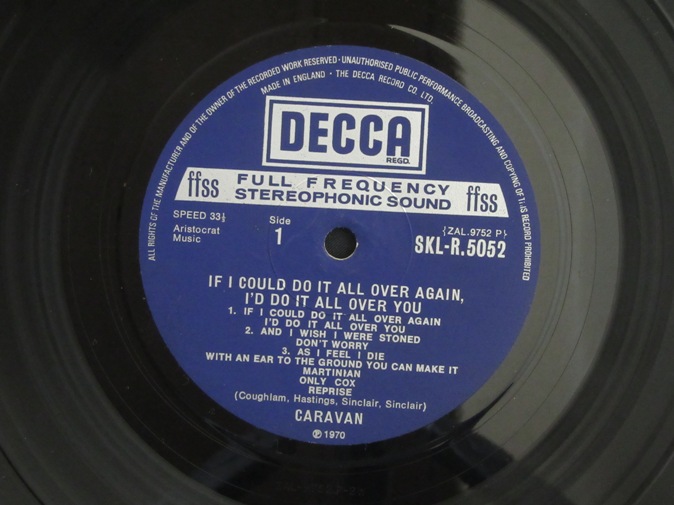 ALL RIGHTS OF THE MANUFACTURER AND OF THE OWNER OF THE RECORDED WORK RESERVED · UNAUTHORISED PUBLIC PERFORMANCE BROADCASTING AND COPYING OF THIS RECORD PROHIBITED
MADE IN ENGLAND · THE DECCA RECORD CO. LTD.
DECCA
REGD.
ffss FULL FREQUENCY STEREOPHONIC SOUND ffss
SPEED 33⅓
Aristocrat
Music
Side
1
{ZAL.9752 P}
SKL-R.5052
IF I COULD DO IT ALL OVER AGAIN,
I'D DO IT ALL OVER YOU
1. IF I COULD DO IT ALL OVER AGAIN
I'D DO IT ALL OVER YOU
2. AND I WISH I WERE STONED
DON'T WORRY
3. AS I FEEL I DIE
WITH AN EAR TO THE GROUND YOU CAN MAKE IT
MARTINIAN
ONLY COX
REPRISE
(Coughlam, Hastings, Sinclair, Sinclair)
CARAVAN
℗ 1970